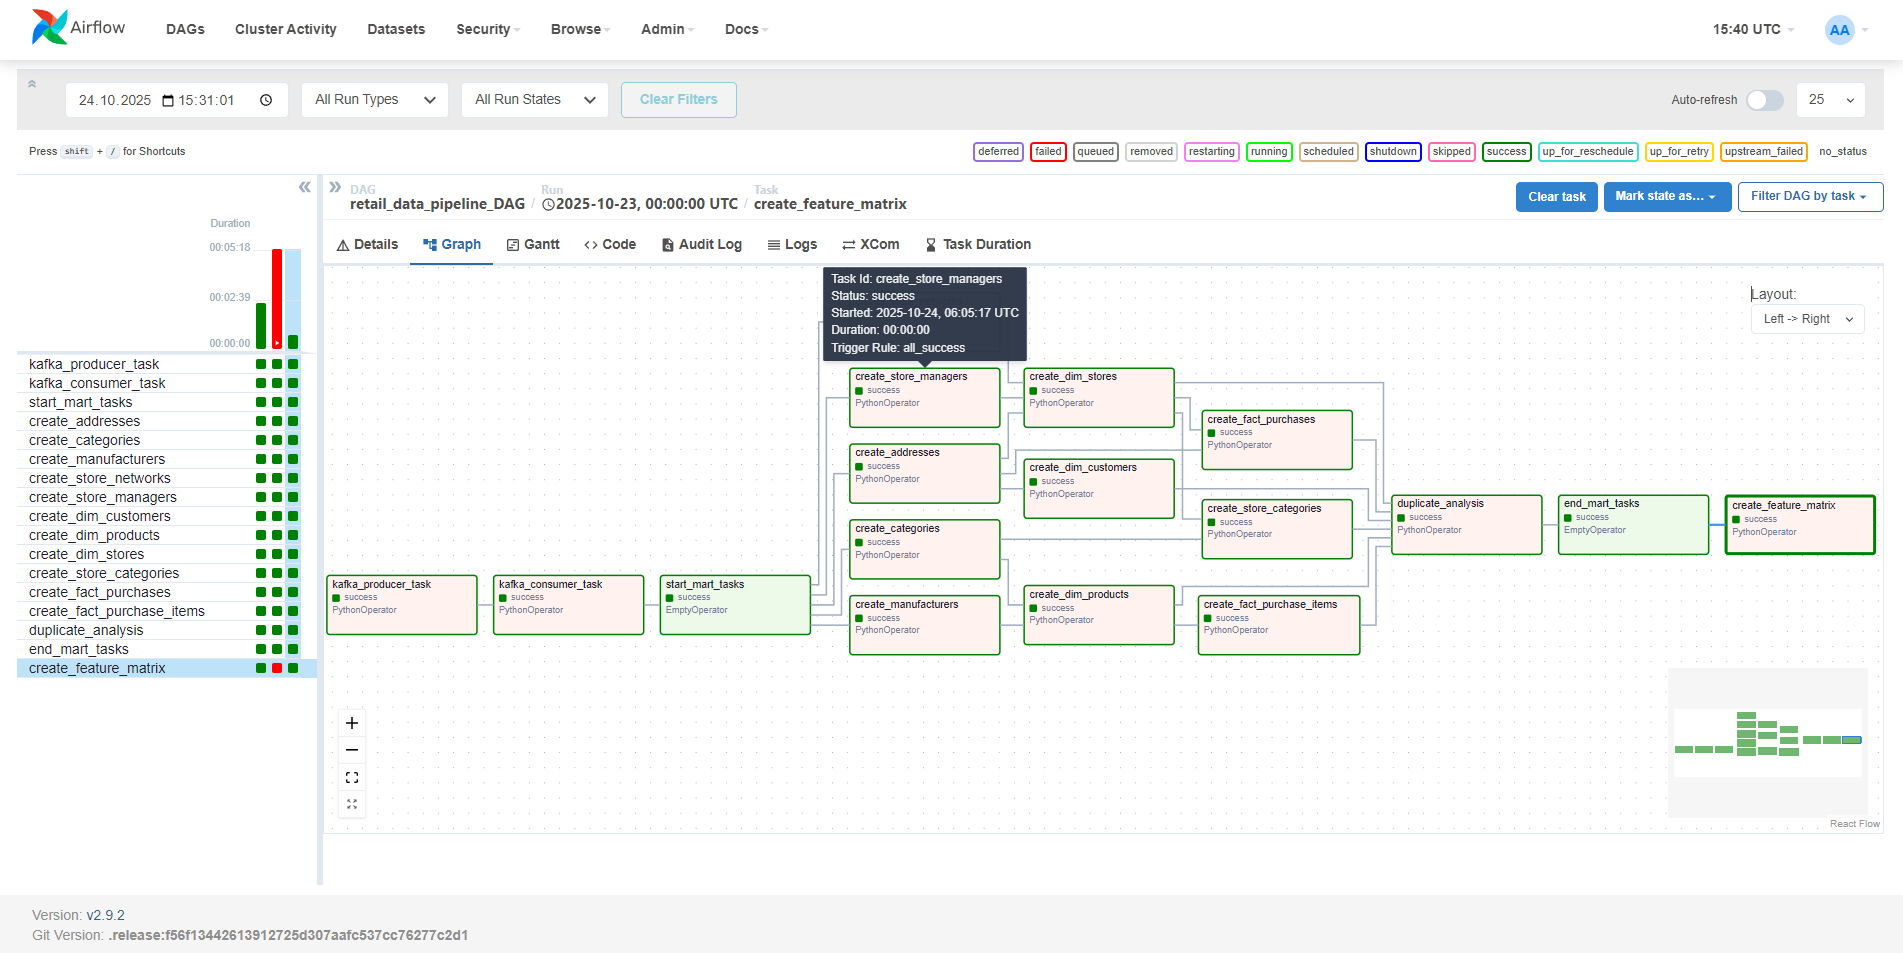 Airflow
DAGs
Cluster Activity
Datasets
Security
Browse
Admin
Docs
15:40 UTC
AA
24.10.2025 15:31:01
All Run Types
All Run States
Clear Filters
Auto-refresh
25
Press shift + / for Shortcuts
deferred
failed
queued
removed
restarting
running
scheduled
shutdown
skipped
success
up_for_reschedule
up_for_retry
upstream_failed
no_status
Duration
00:05:18
00:02:39
00:00:00
kafka_producer_task
kafka_consumer_task
start_mart_tasks
create_addresses
create_categories
create_manufacturers
create_store_networks
create_store_managers
create_dim_customers
create_dim_products
create_dim_stores
create_store_categories
create_fact_purchases
create_fact_purchase_items
duplicate_analysis
end_mart_tasks
create_feature_matrix
DAG
retail_data_pipeline_DAG
/
Run
2025-10-23, 00:00:00 UTC
/
Task
create_feature_matrix
Clear task
Mark state as...
Filter DAG by task
Details
Graph
Gantt
Code
Audit Log
Logs
XCom
Task Duration
Task Id: create_store_managers
Status: success
Started: 2025-10-24, 06:05:17 UTC
Duration: 00:00:00
Trigger Rule: all_success
Layout:
Left -> Right
kafka_producer_task
success
PythonOperator
kafka_consumer_task
success
PythonOperator
start_mart_tasks
success
EmptyOperator
create_store_managers
success
PythonOperator
create_addresses
success
PythonOperator
create_categories
success
PythonOperator
create_manufacturers
success
PythonOperator
create_dim_stores
success
PythonOperator
create_dim_customers
success
PythonOperator
create_dim_products
success
PythonOperator
create_fact_purchases
success
PythonOperator
create_store_categories
success
PythonOperator
create_fact_purchase_items
success
PythonOperator
duplicate_analysis
success
PythonOperator
end_mart_tasks
success
EmptyOperator
create_feature_matrix
success
PythonOperator
React Flow
Version: v2.9.2
Git Version: .release:f56f13442613912725d307aafc537cc76277c2d1